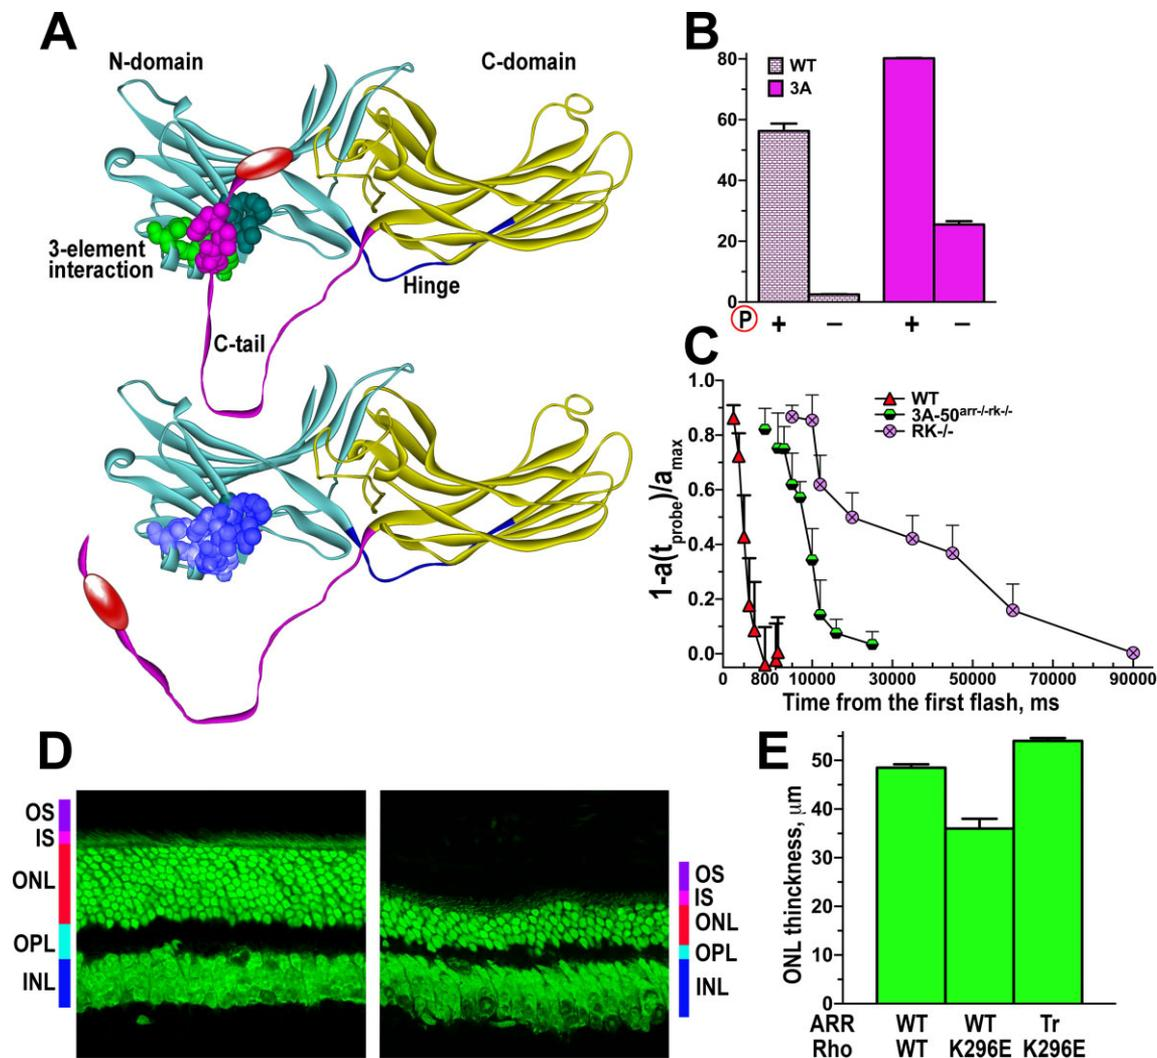 A
N-domain
C-domain
3-element
interaction
Hinge
C-tail
B
80
60
40
20
0
WT
3A
P + − + −
C
1.0
0.8
0.6
0.4
0.2
0.0
1-a(tprobe)/amax
WT
3A-50arr-/-rk-/-
RK-/-
0 800 10000 30000 50000 70000 90000
Time from the first flash, ms
D
OS
IS
ONL
OPL
INL
OS
IS
ONL
OPL
INL
E
ONL thinckness, µm
50
40
30
20
10
0
ARR WT WT Tr
Rho WT K296E K296E